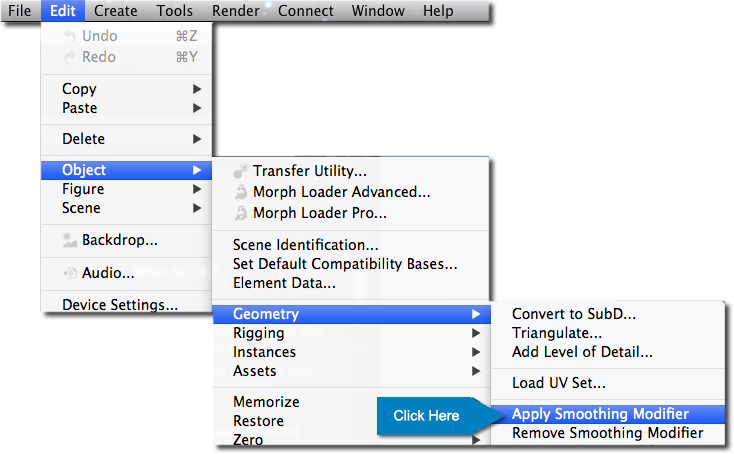 File Edit Create Tools Render Connect Window Help
Undo ⌘Z
Redo ⌘Y
Copy
Paste
Delete
Object
Figure
Scene
Backdrop...
Audio...
Device Settings...
Transfer Utility...
Morph Loader Advanced...
Morph Loader Pro...
Scene Identification...
Set Default Compatibility Bases...
Element Data...
Geometry
Rigging
Instances
Assets
Memorize
Restore
Zero
Convert to SubD...
Triangulate...
Add Level of Detail...
Load UV Set...
Click Here
Apply Smoothing Modifier
Remove Smoothing Modifier